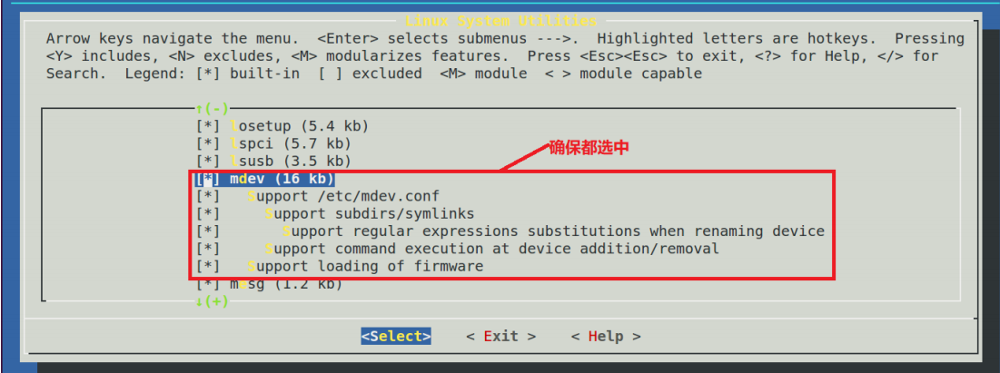 Linux System Utilities
Arrow keys navigate the menu. <Enter> selects submenus --->. Highlighted letters are hotkeys. Pressing
<Y> includes, <N> excludes, <M> modularizes features. Press <Esc><Esc> to exit, <?> for Help, </> for
Search. Legend: [*] built-in [ ] excluded <M> module < > module capable
↑(-)
[*] losetup (5.4 kb)
[*] lspci (5.7 kb)
确保都选中
[*] lsusb (3.5 kb)
[*] mdev (16 kb)
[*] Support /etc/mdev.conf
[*] Support subdirs/symlinks
[*] Support regular expressions substitutions when renaming device
[*] Support command execution at device addition/removal
[*] Support loading of firmware
[*] mesg (1.2 kb)
↓(+)
<Select> < Exit > < Help >